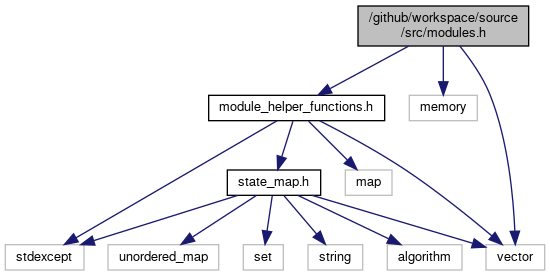 /github/workspace/source
/src/modules.h
module_helper_functions.h
memory
state_map.h
map
stdexcept
unordered_map
set
string
algorithm
vector